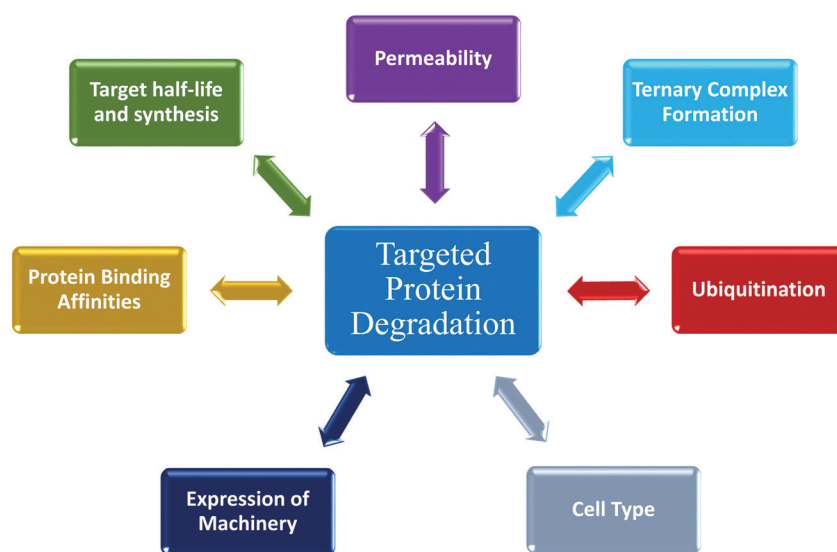 Permeability
Target half-life
and synthesis
Ternary Complex
Formation
Targeted
Protein
Degradation
Protein Binding
Affinities
Ubiquitination
Expression of
Machinery
Cell Type